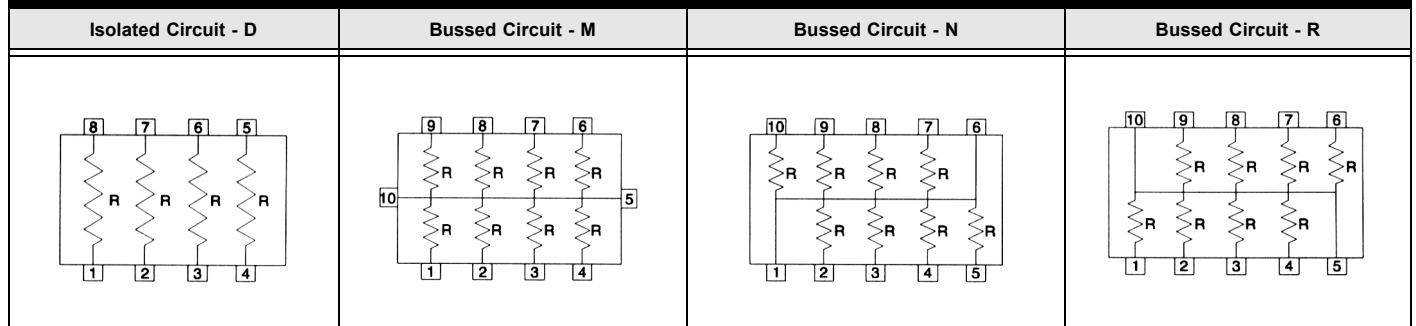 Isolated Circuit - D
Bussed Circuit - M
Bussed Circuit - N
Bussed Circuit - R
8 7 6 5
R R R R
1 2 3 4
9 8 7 6
R R R R
10 5
R R R R
1 2 3 4
10 9 8 7 6
R R R R
R R R R
1 2 3 4 5
10 9 8 7 6
R R R R
R R R R
1 2 3 4 5